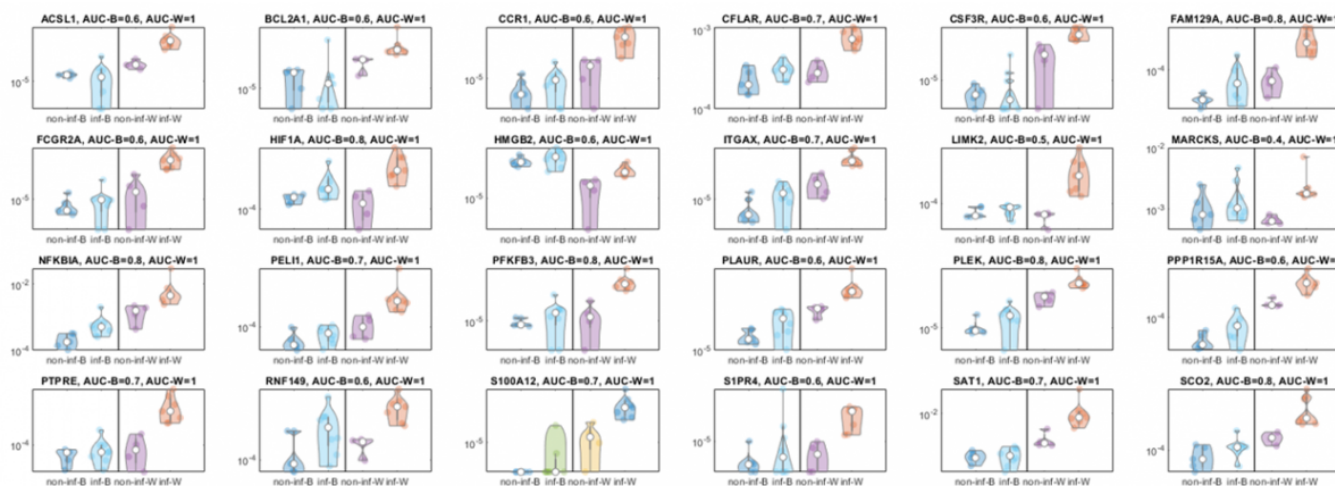 ACSL1, AUC-B=0.6, AUC-W=1 BCL2A1, AUC-B=0.6, AUC-W=1 CCR1, AUC-B=0.6, AUC-W=1 CFLAR, AUC-B=0.7, AUC-W=1 CSF3R, AUC-B=0.6, AUC-W=1 FAM129A, AUC-B=0.8, AUC-W=1
10-5 10-5 10-5 10-3 10-4 10-5 10-4
non-inf-B inf-B non-inf-W inf-W non-inf-B inf-B non-inf-W inf-W non-inf-B inf-B non-inf-W inf-W non-inf-B inf-B non-inf-W inf-W non-inf-B inf-B non-inf-W inf-W non-inf-B inf-B non-inf-W inf-W
FCGR2A, AUC-B=0.6, AUC-W=1 HIF1A, AUC-B=0.8, AUC-W=1 HMGB2, AUC-B=0.6, AUC-W=1 ITGAX, AUC-B=0.7, AUC-W=1 LIMK2, AUC-B=0.5, AUC-W=1 MARCKS, AUC-B=0.4, AUC-W=1
10-5 10-4 10-5 10-5 10-4 10-2 10-3
non-inf-B inf-B non-inf-W inf-W non-inf-B inf-B non-inf-W inf-W non-inf-B inf-B non-inf-W inf-W non-inf-B inf-B non-inf-W inf-W non-inf-B inf-B non-inf-W inf-W non-inf-B inf-B non-inf-W inf-W
NFKBIA, AUC-B=0.8, AUC-W=1 PELI1, AUC-B=0.7, AUC-W=1 PFKFB3, AUC-B=0.8, AUC-W=1 PLAUR, AUC-B=0.6, AUC-W=1 PLEK, AUC-B=0.8, AUC-W=1 PPP1R15A, AUC-B=0.6, AUC-W=1
10-2 10-4 10-4 10-5 10-5 10-5 10-4
non-inf-B inf-B non-inf-W inf-W non-inf-B inf-B non-inf-W inf-W non-inf-B inf-B non-inf-W inf-W non-inf-B inf-B non-inf-W inf-W non-inf-B inf-B non-inf-W inf-W non-inf-B inf-B non-inf-W inf-W
PTPRE, AUC-B=0.7, AUC-W=1 RNF149, AUC-B=0.6, AUC-W=1 S100A12, AUC-B=0.7, AUC-W=1 S1PR4, AUC-B=0.6, AUC-W=1 SAT1, AUC-B=0.7, AUC-W=1 SCO2, AUC-B=0.8, AUC-W=1
10-4 10-4 10-5 10-5 10-2 10-4
non-inf-B inf-B non-inf-W inf-W non-inf-B inf-B non-inf-W inf-W non-inf-B inf-B non-inf-W inf-W non-inf-B inf-B non-inf-W inf-W non-inf-B inf-B non-inf-W inf-W non-inf-B inf-B non-inf-W inf-W